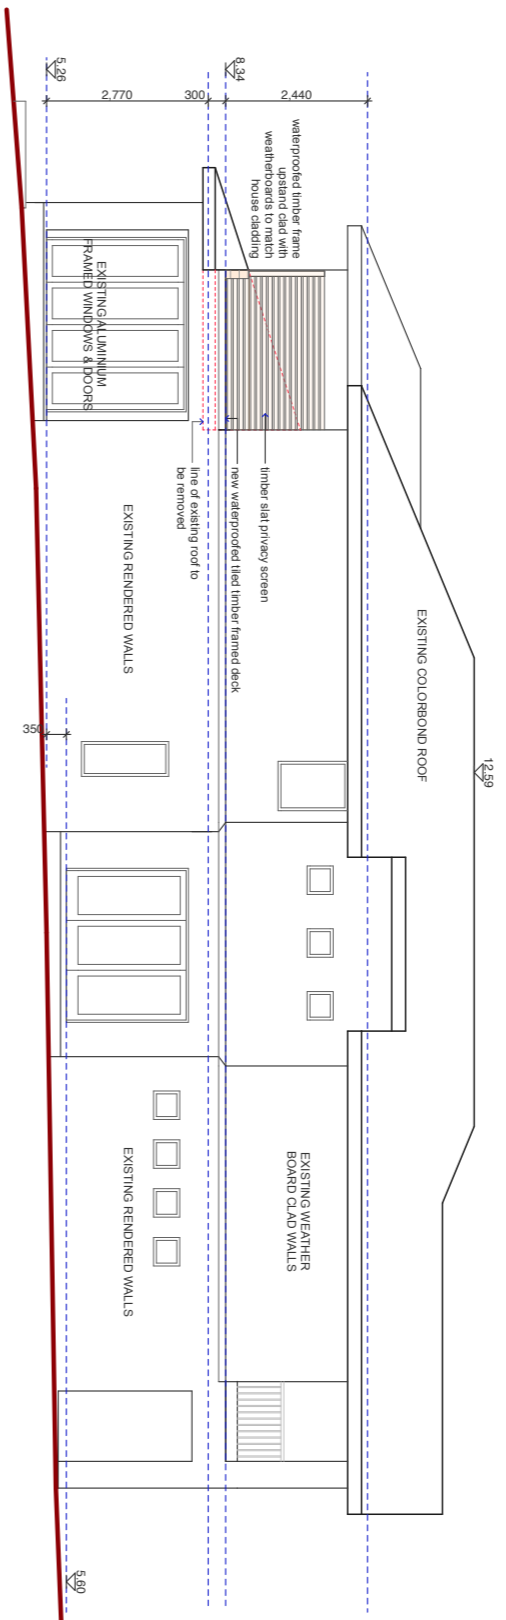 12.59
EXISTING COLORBOND ROOF
2,440
waterproofed timber frame
upstand clad with
weatherboards to match
house cladding
timber slat privacy screen
EXISTING WEATHER
BOARD CLAD WALLS
8.34
new waterproofed tiled timber framed deck
300
line of existing roof to
be removed
2,770
EXISTING ALUMINIUM
FRAMED WINDOWS & DOORS
EXISTING RENDERED WALLS
EXISTING RENDERED WALLS
5.26
350
5.60